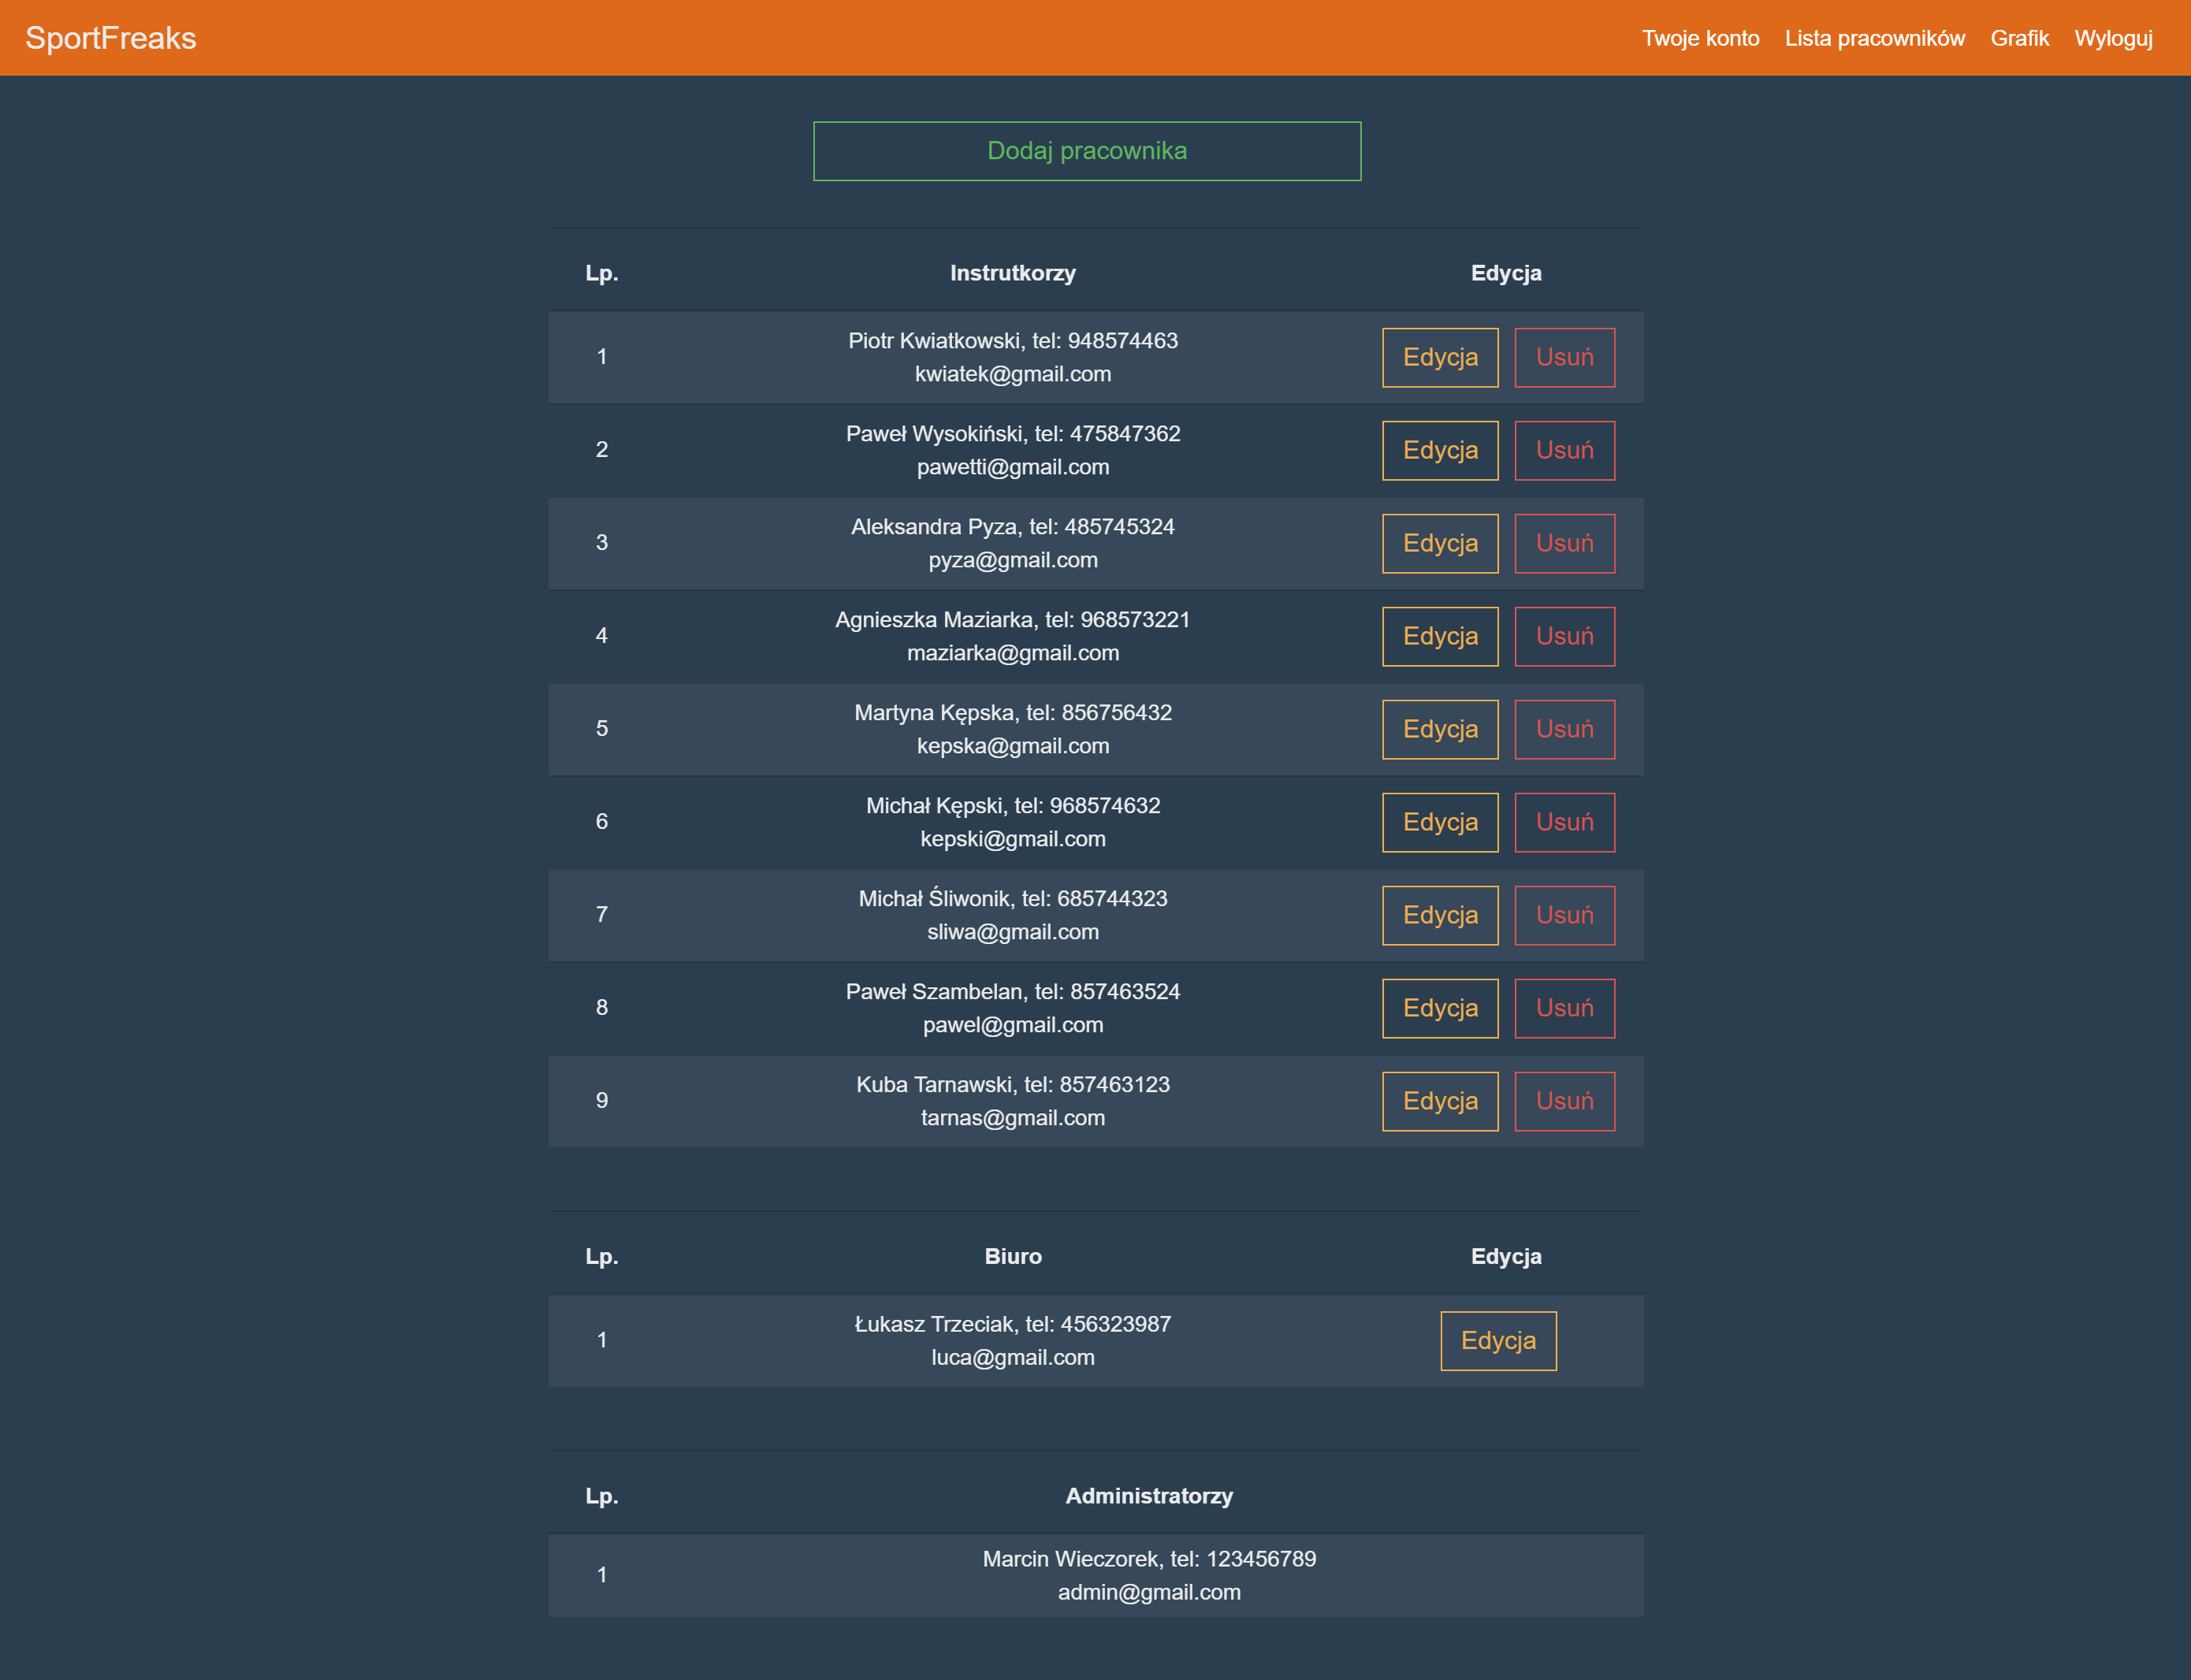 SportFreaks
Twoje konto Lista pracowników Grafik Wyloguj
Dodaj pracownika
Lp. Instrutkorzy Edycja
Piotr Kwiatkowski, tel: 948574463
1 Edycja Usuń
kwiatek@gmail.com
Paweł Wysokiński, tel: 475847362
2 Edycja Usuń
pawetti@gmail.com
Aleksandra Pyza, tel: 485745324
3 Edycja Usuń
pyza@gmail.com
Agnieszka Maziarka, tel: 968573221
4 Edycja Usuń
maziarka@gmail.com
Martyna Kępska, tel: 856756432
5 Edycja Usuń
kepska@gmail.com
Michał Kępski, tel: 968574632
6 Edycja Usuń
kepski@gmail.com
Michał Śliwonik, tel: 685744323
7 Edycja Usuń
sliwa@gmail.com
Paweł Szambelan, tel: 857463524
8 Edycja Usuń
pawel@gmail.com
Kuba Tarnawski, tel: 857463123
9 Edycja Usuń
tarnas@gmail.com
Lp. Biuro Edycja
Łukasz Trzeciak, tel: 456323987
1 Edycja
luca@gmail.com
Lp. Administratorzy
Marcin Wieczorek, tel: 123456789
1
admin@gmail.com